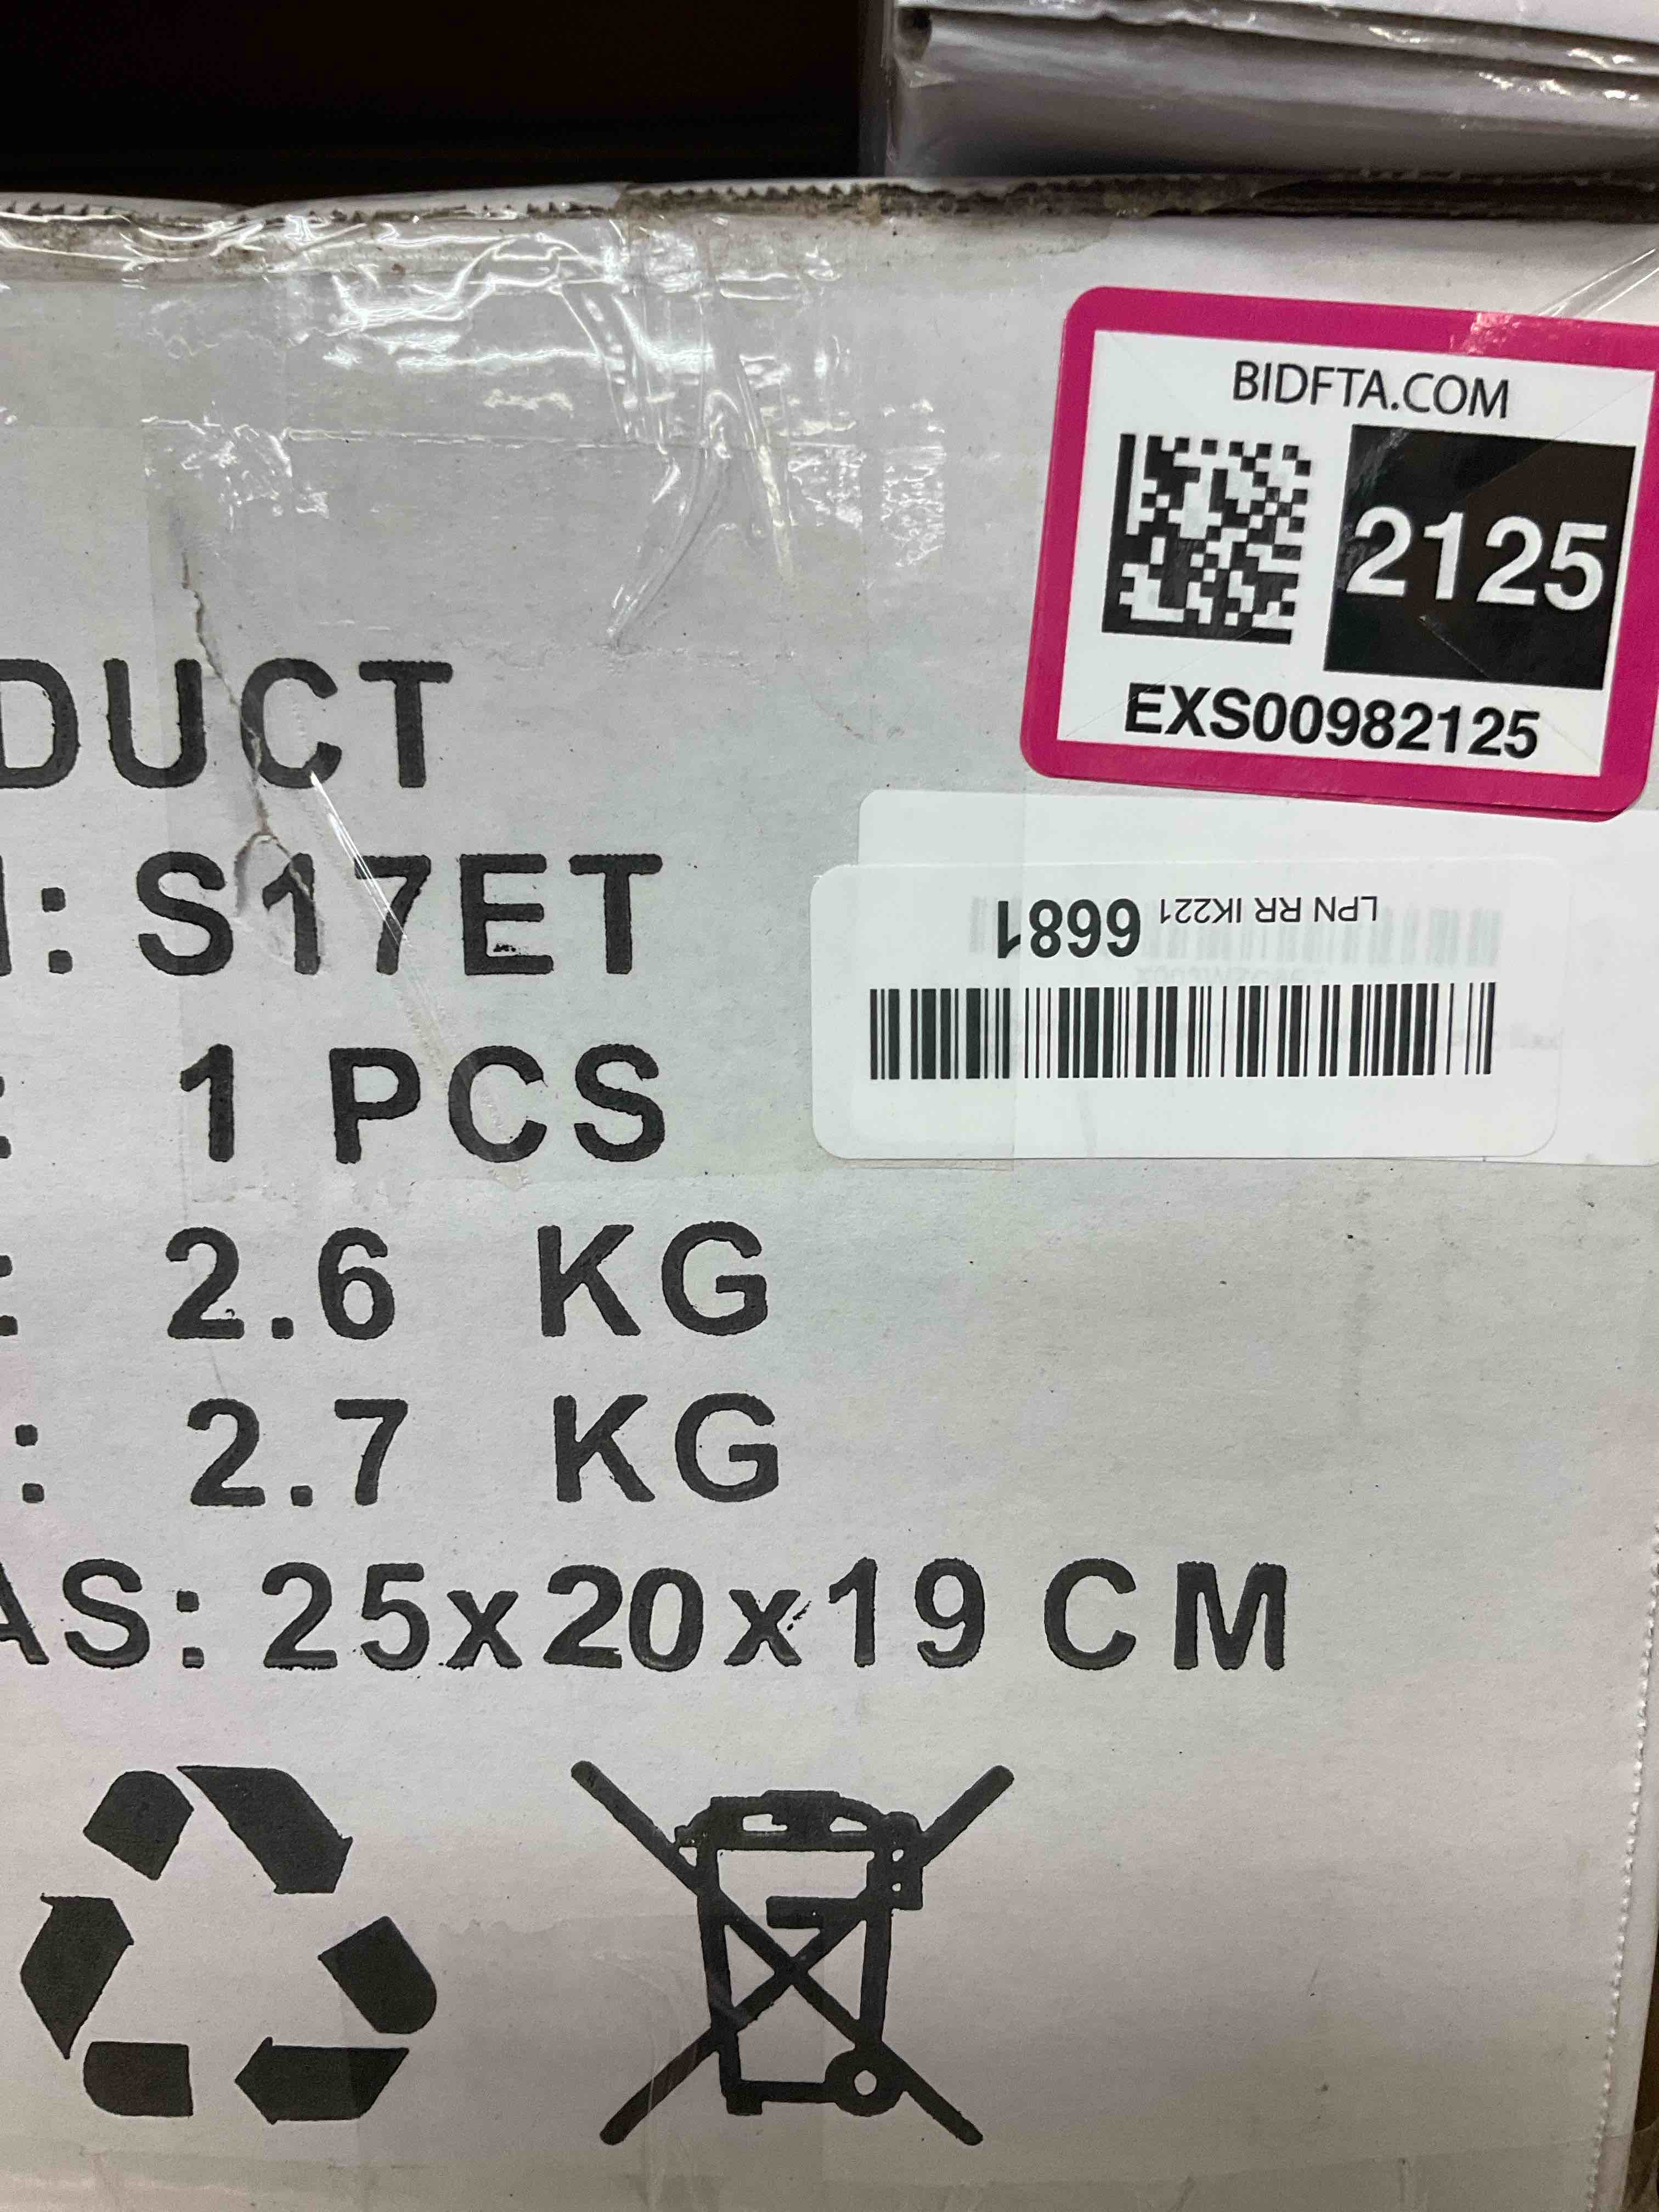 BIDFTA.COM
2125
EXS00982125
DUCT
: S17ET
LPN RR IK221 6681
: 1 PCS
: 2.6 KG
: 2.7 KG
AS: 25x20x19 CM